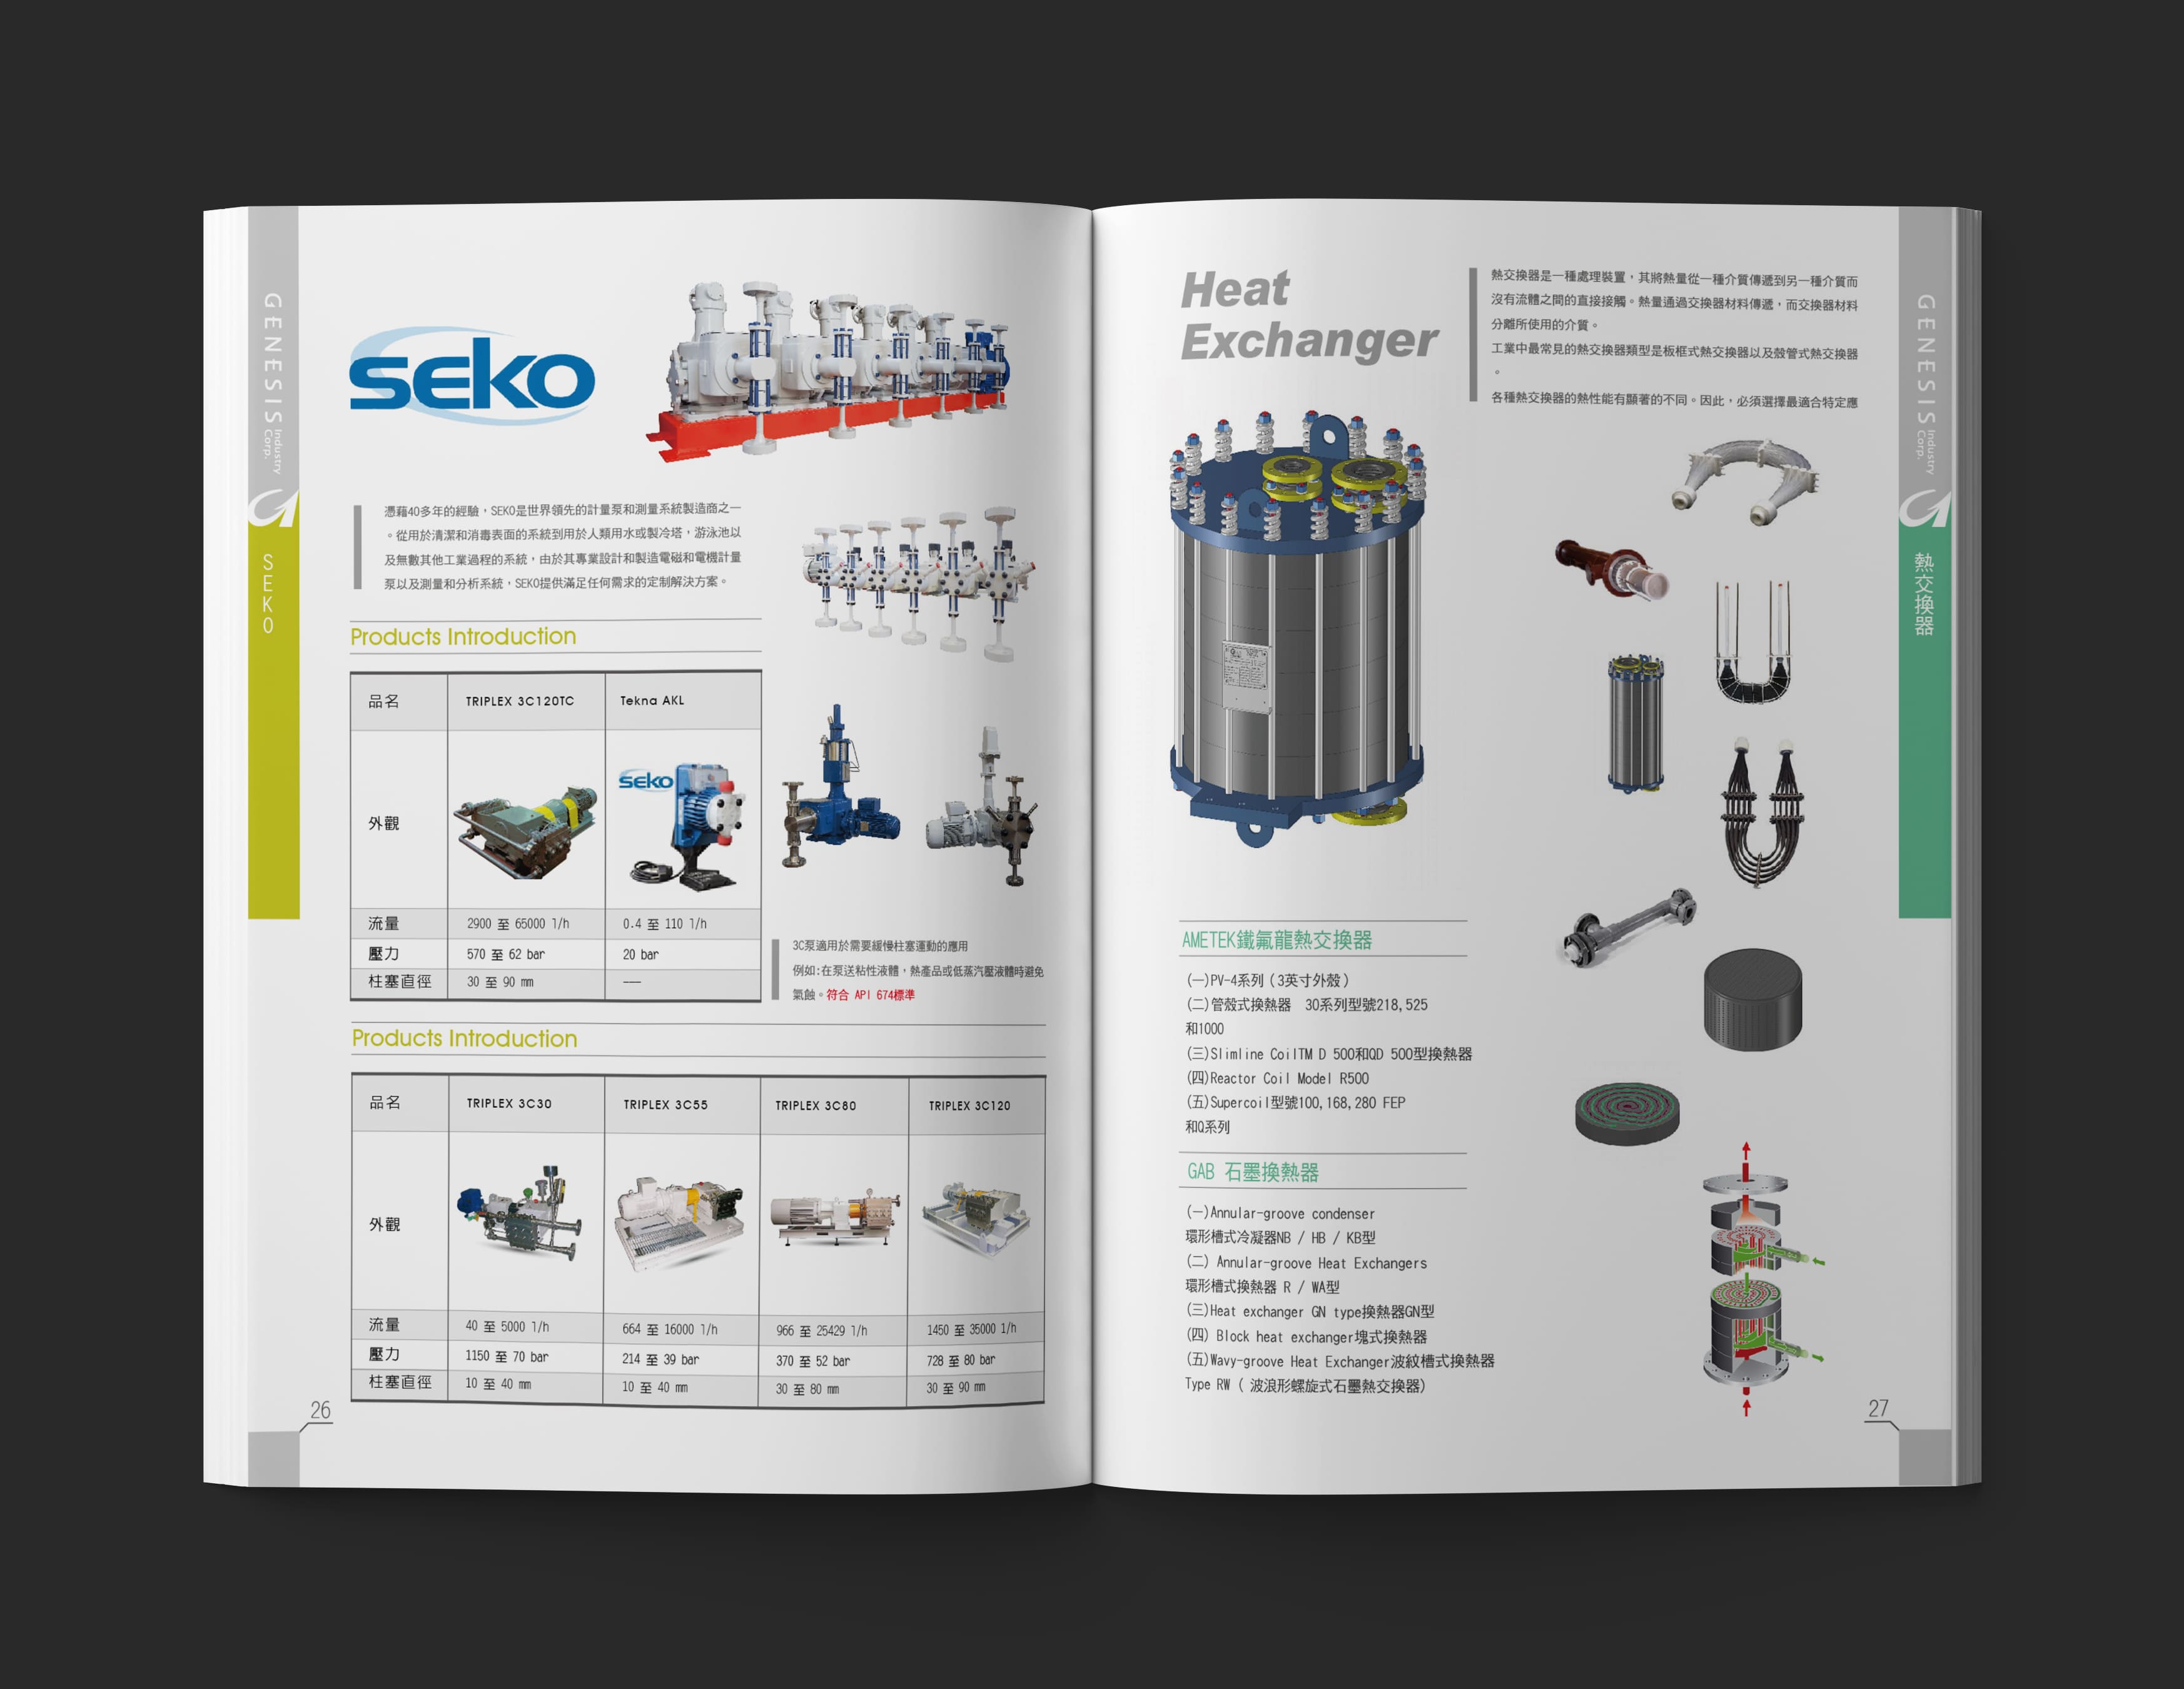 GENESIS Industry Corp.
SEKO
seko
憑藉40多年的經驗，SEKO是世界領先的計量泵和測量系統製造商之一
。從用於清潔和消毒表面的系統到用於人類用水或製冷塔，游泳池以
及無數其他工業過程的系統，由於其專業設計和製造電磁和電機計量
泵以及測量和分析系統，SEKO提供滿足任何需求的定制解決方案。
Products Introduction
品名 TRIPLEX 3C120TC Tekna AKL
外觀
seko
流量 2900 至 65000 l/h 0.4 至 110 l/h
壓力 570 至 62 bar 20 bar
柱塞直徑 30 至 90 mm —
3C泵適用於需要緩慢柱塞運動的應用
例如:在泵送粘性液體，熱產品或低蒸汽壓液體時避免
氣蝕。符合 API 674標準
Products Introduction
品名 TRIPLEX 3C30 TRIPLEX 3C55 TRIPLEX 3C80 TRIPLEX 3C120
外觀
流量 40 至 5000 l/h 664 至 16000 l/h 966 至 25429 l/h 1450 至 35000 l/h
壓力 1150 至 70 bar 214 至 39 bar 370 至 52 bar 728 至 80 bar
柱塞直徑 10 至 40 mm 10 至 40 mm 30 至 80 mm 30 至 90 mm
26
Heat
Exchanger
熱交換器是一種處理裝置，其將熱量從一種介質傳遞到另一種介質而
沒有流體之間的直接接觸。熱量通過交換器材料傳遞，而交換器材料
分離所使用的介質。
工業中最常見的熱交換器類型是板框式熱交換器以及殼管式熱交換器
。
各種熱交換器的熱性能有顯著的不同。因此，必須選擇最適合特定應
AMETEK鐵氟龍熱交換器
(一)PV-4系列（3英寸外殼）
(二)管殼式換熱器 30系列型號218,525
和1000
(三)Slimline CoilTM D 500和QD 500型換熱器
(四)Reactor Coil Model R500
(五)Supercoil型號100,168,280 FEP
和Q系列
GAB 石墨換熱器
(一)Annular-groove condenser
環形槽式冷凝器NB / HB / KB型
(二) Annular-groove Heat Exchangers
環形槽式換熱器 R / WA型
(三)Heat exchanger GN type換熱器GN型
(四) Block heat exchanger塊式換熱器
(五)Wavy-groove Heat Exchanger波紋槽式換熱器
Type RW ( 波浪形螺旋式石墨熱交換器)
GENESIS Industry Corp.
熱交換器
27